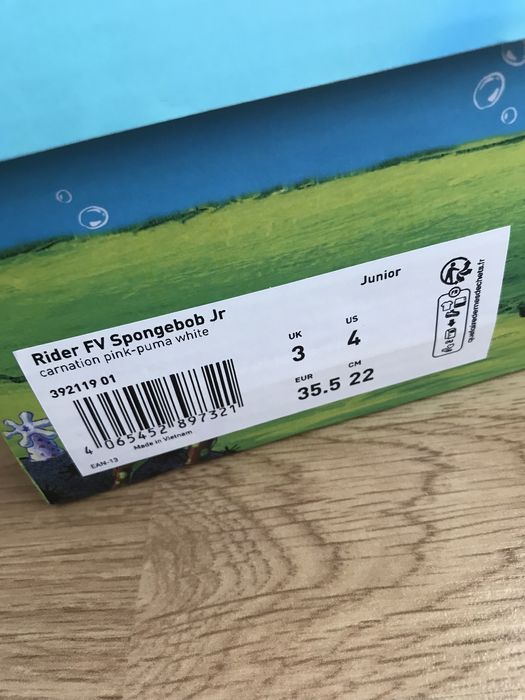 Junior
Rider FV Spongebob Jr
carnation pink-puma white
392119 01
UK
3
US
4
EUR
35.5
CM
22
4 065452 897321
EAN-13
Made in Vietnam
quefairedemesdechets.fr